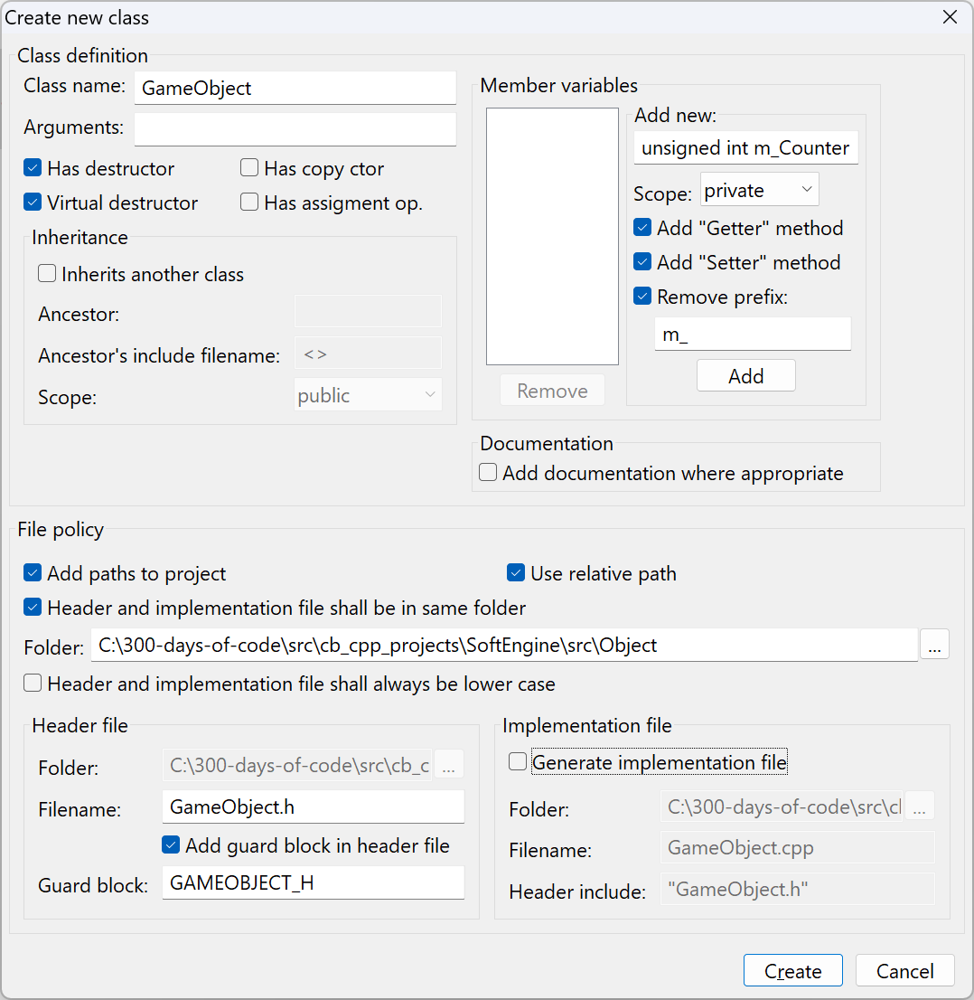 Create new class
Class definition
Class name: GameObject
Arguments:
Has destructor
Has copy ctor
Virtual destructor
Has assigment op.
Inheritance
Inherits another class
Ancestor:
Ancestor's include filename: <>
Scope: public
Member variables
Remove
Add new:
unsigned int m_Counter
Scope: private
Add "Getter" method
Add "Setter" method
Remove prefix:
m_
Add
Documentation
Add documentation where appropriate
File policy
Add paths to project
Use relative path
Header and implementation file shall be in same folder
Folder: C:\300-days-of-code\src\cb_cpp_projects\SoftEngine\src\Object ...
Header and implementation file shall always be lower case
Header file
Folder: C:\300-days-of-code\src\cb_c ...
Filename: GameObject.h
Add guard block in header file
Guard block: GAMEOBJECT_H
Implementation file
Generate implementation file
Folder: C:\300-days-of-code\src\cl ...
Filename: GameObject.cpp
Header include: "GameObject.h"
Create
Cancel